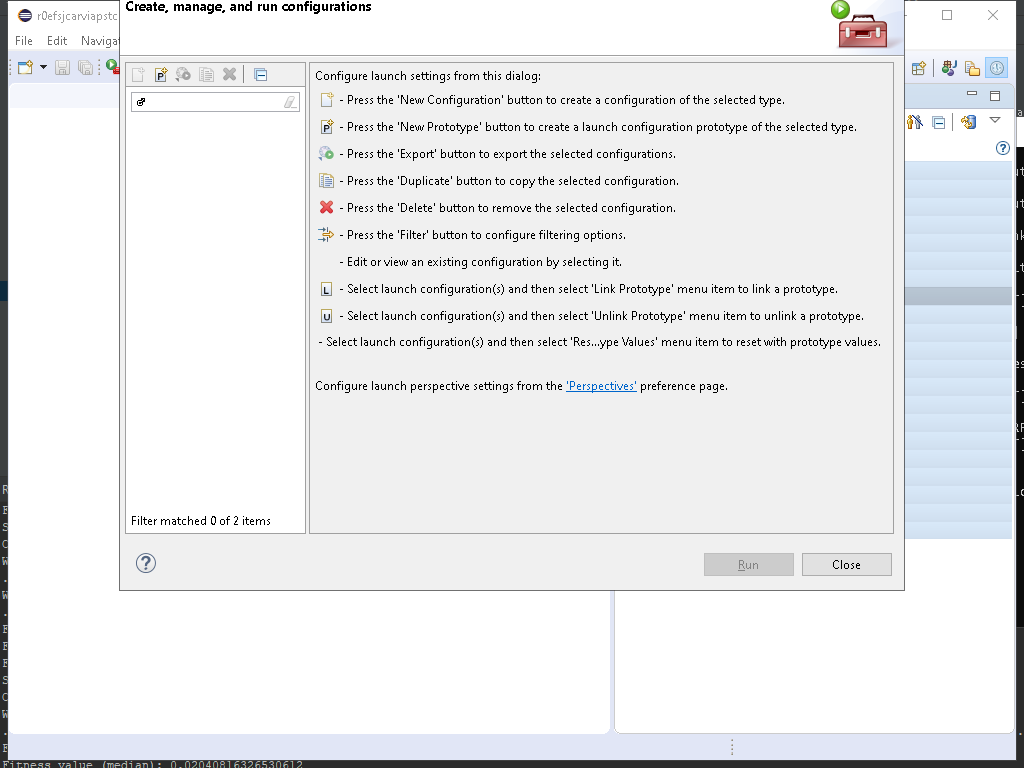 Create, manage, and run configurations
r0efsjcarviapstc
File Edit Navigat
Configure launch settings from this dialog:
- Press the 'New Configuration' button to create a configuration of the selected type.
P - Press the 'New Prototype' button to create a launch configuration prototype of the selected type.
- Press the 'Export' button to export the selected configurations.
- Press the 'Duplicate' button to copy the selected configuration.
- Press the 'Delete' button to remove the selected configuration.
- Press the 'Filter' button to configure filtering options.
- Edit or view an existing configuration by selecting it.
L - Select launch configuration(s) and then select 'Link Prototype' menu item to link a prototype.
U - Select launch configuration(s) and then select 'Unlink Prototype' menu item to unlink a prototype.
- Select launch configuration(s) and then select 'Res...ype Values' menu item to reset with prototype values.
Configure launch perspective settings from the 'Perspectives' preference page.
Filter matched 0 of 2 items
Run Close
Fitness value (median): 0.02040816326530612